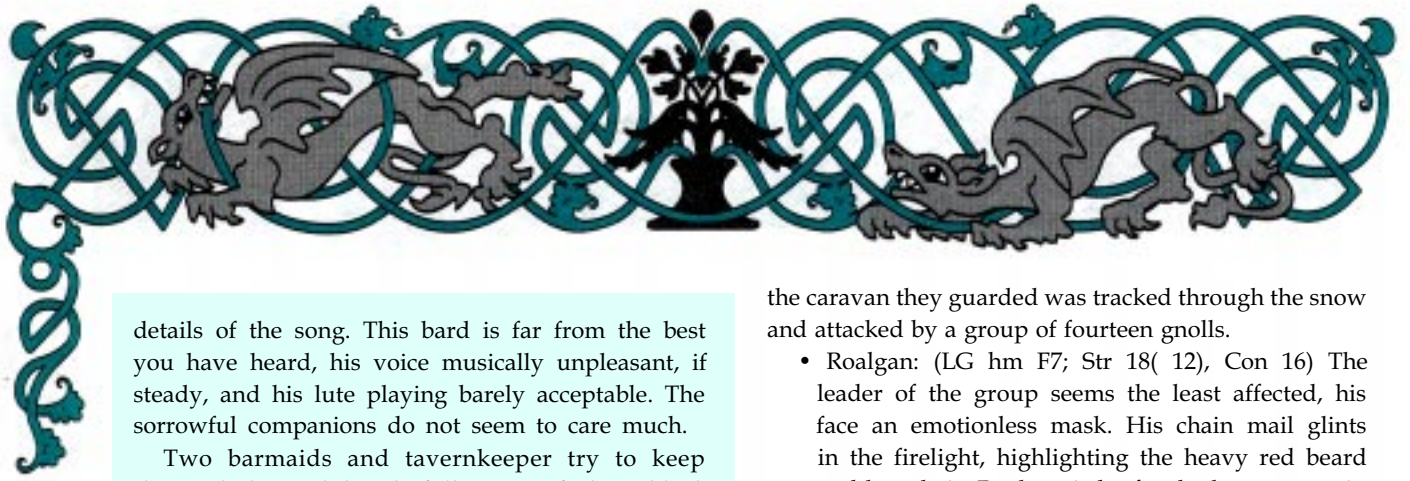 details of the song. This bard is far from the best
you have heard, his voice musically unpleasant, if
steady, and his lute playing barely acceptable. The
sorrowful companions do not seem to care much.
Two barmaids and tavernkeeper try to keep
the caravan they guarded was tracked through the snow
and attacked by a group of fourteen gnolls.
• Roalgan: (LG hm F7; Str 18( 12), Con 16) The
leader of the group seems the least affected, his
face an emotionless mask. His chain mail glints
in the firelight, highlighting the heavy red beard